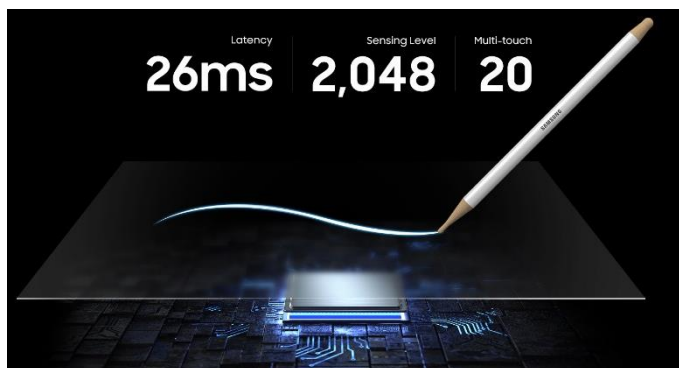 Latency
26ms
Sensing Level
2,048
Multi-touch
20
SAMSUNG